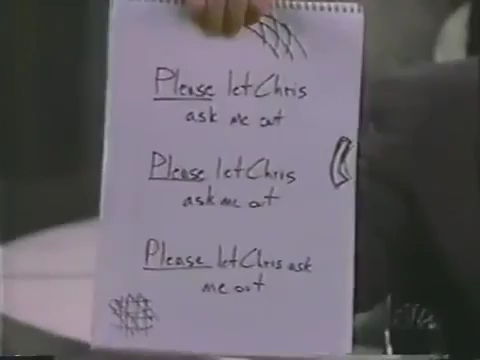 Please let Chris
ask me out
Please let Chris
ask me out
Please let Chris ask
me out